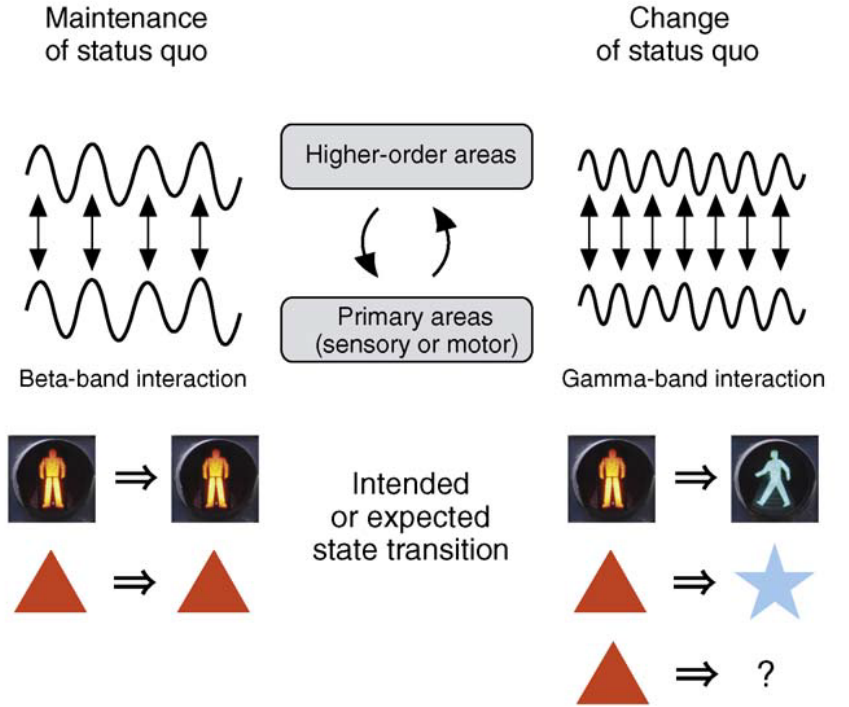 Maintenance
of status quo
Change
of status quo
Higher-order areas
Primary areas
(sensory or motor)
Beta-band interaction
Gamma-band interaction
Intended
or expected
state transition
?